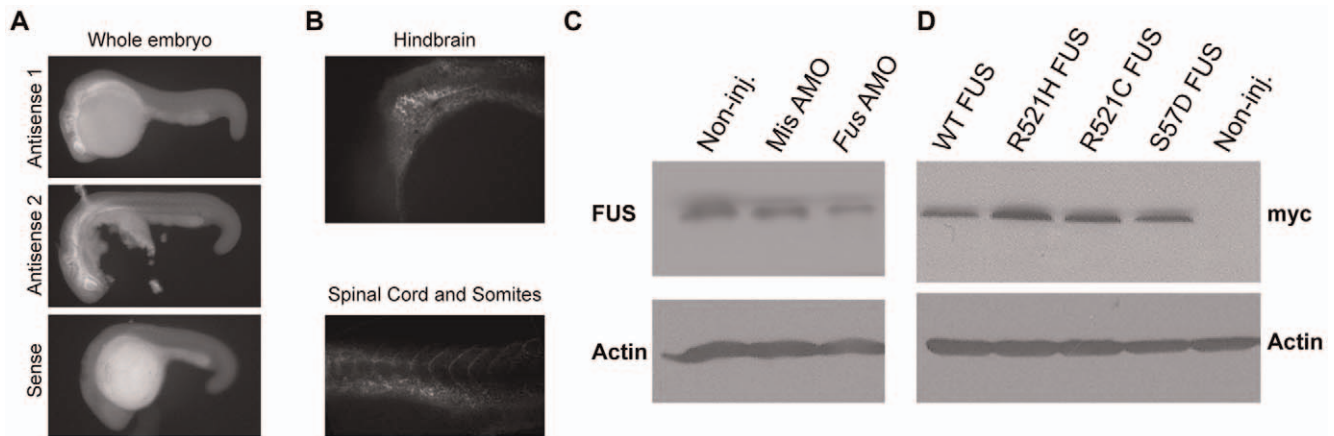 A
Whole embryo
Antisense 1
Antisense 2
Sense
B
Hindbrain
Spinal Cord and Somites
C
Non-inj.
Mis AMO
Fus AMO
FUS
Actin
D
WT FUS
R521H FUS
R521C FUS
S57D FUS
Non-inj.
myc
Actin